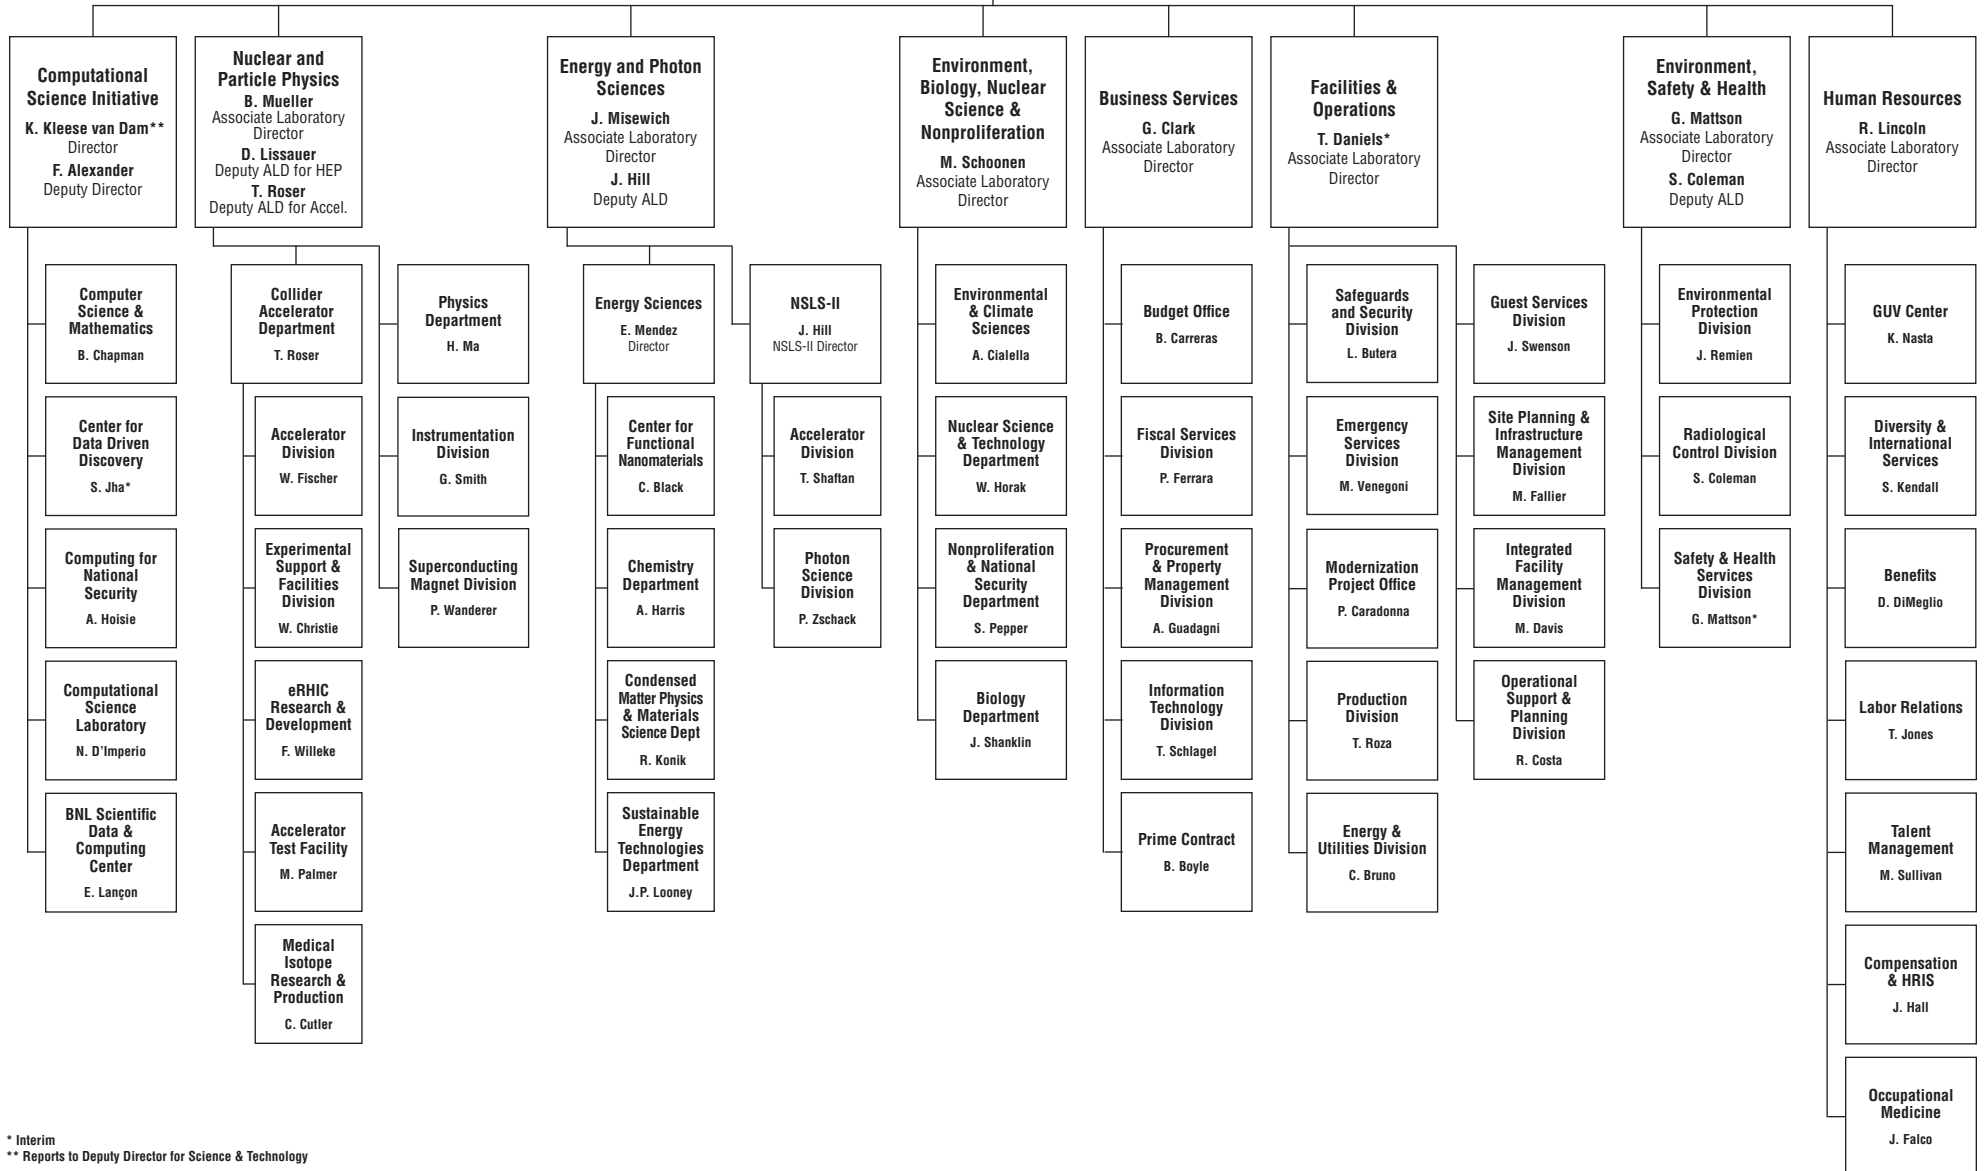 Computational
Science Initiative
K. Kleese van Dam**
Director
F. Alexander
Deputy Director
Computer
Science &
Mathematics
B. Chapman
Center for
Data Driven
Discovery
S. Jha*
Computing for
National
Security
A. Hoisie
Computational
Science
Laboratory
N. D'Imperio
BNL Scientific
Data &
Computing
Center
E. Lançon
Nuclear and
Particle Physics
B. Mueller
Associate Laboratory
Director
D. Lissauer
Deputy ALD for HEP
T. Roser
Deputy ALD for Accel.
Collider
Accelerator
Department
T. Roser
Accelerator
Division
W. Fischer
Experimental
Support &
Facilities
Division
W. Christie
eRHIC
Research &
Development
F. Willeke
Accelerator
Test Facility
M. Palmer
Medical
Isotope
Research &
Production
C. Cutler
Physics
Department
H. Ma
Instrumentation
Division
G. Smith
Superconducting
Magnet Division
P. Wanderer
Energy and Photon
Sciences
J. Misewich
Associate Laboratory
Director
J. Hill
Deputy ALD
Energy Sciences
E. Mendez
Director
Center for
Functional
Nanomaterials
C. Black
Chemistry
Department
A. Harris
Condensed
Matter Physics
& Materials
Science Dept
R. Konik
Sustainable
Energy
Technologies
Department
J.P. Looney
NSLS-II
J. Hill
NSLS-II Director
Accelerator
Division
T. Shaftan
Photon
Science
Division
P. Zschack
Environment,
Biology, Nuclear
Science &
Nonproliferation
M. Schoonen
Associate Laboratory
Director
Environmental
& Climate
Sciences
A. Cialella
Nuclear Science
& Technology
Department
W. Horak
Nonproliferation
& National
Security
Department
S. Pepper
Biology
Department
J. Shanklin
Business Services
G. Clark
Associate Laboratory
Director
Budget Office
B. Carreras
Fiscal Services
Division
P. Ferrara
Procurement
& Property
Management
Division
A. Guadagni
Information
Technology
Division
T. Schlagel
Prime Contract
B. Boyle
Facilities &
Operations
T. Daniels*
Associate Laboratory
Director
Safeguards
and Security
Division
L. Butera
Emergency
Services
Division
M. Venegoni
Modernization
Project Office
P. Caradonna
Production
Division
T. Roza
Energy &
Utilities Division
C. Bruno
Guest Services
Division
J. Swenson
Site Planning &
Infrastructure
Management
Division
M. Fallier
Integrated
Facility
Management
Division
M. Davis
Operational
Support &
Planning
Division
R. Costa
Environment,
Safety & Health
G. Mattson
Associate Laboratory
Director
S. Coleman
Deputy ALD
Environmental
Protection
Division
J. Remien
Radiological
Control Division
S. Coleman
Safety & Health
Services
Division
G. Mattson*
Human Resources
R. Lincoln
Associate Laboratory
Director
GUV Center
K. Nasta
Diversity &
International
Services
S. Kendall
Benefits
D. DiMeglio
Labor Relations
T. Jones
Talent
Management
M. Sullivan
Compensation
& HRIS
J. Hall
Occupational
Medicine
J. Falco
* Interim
** Reports to Deputy Director for Science & Technology